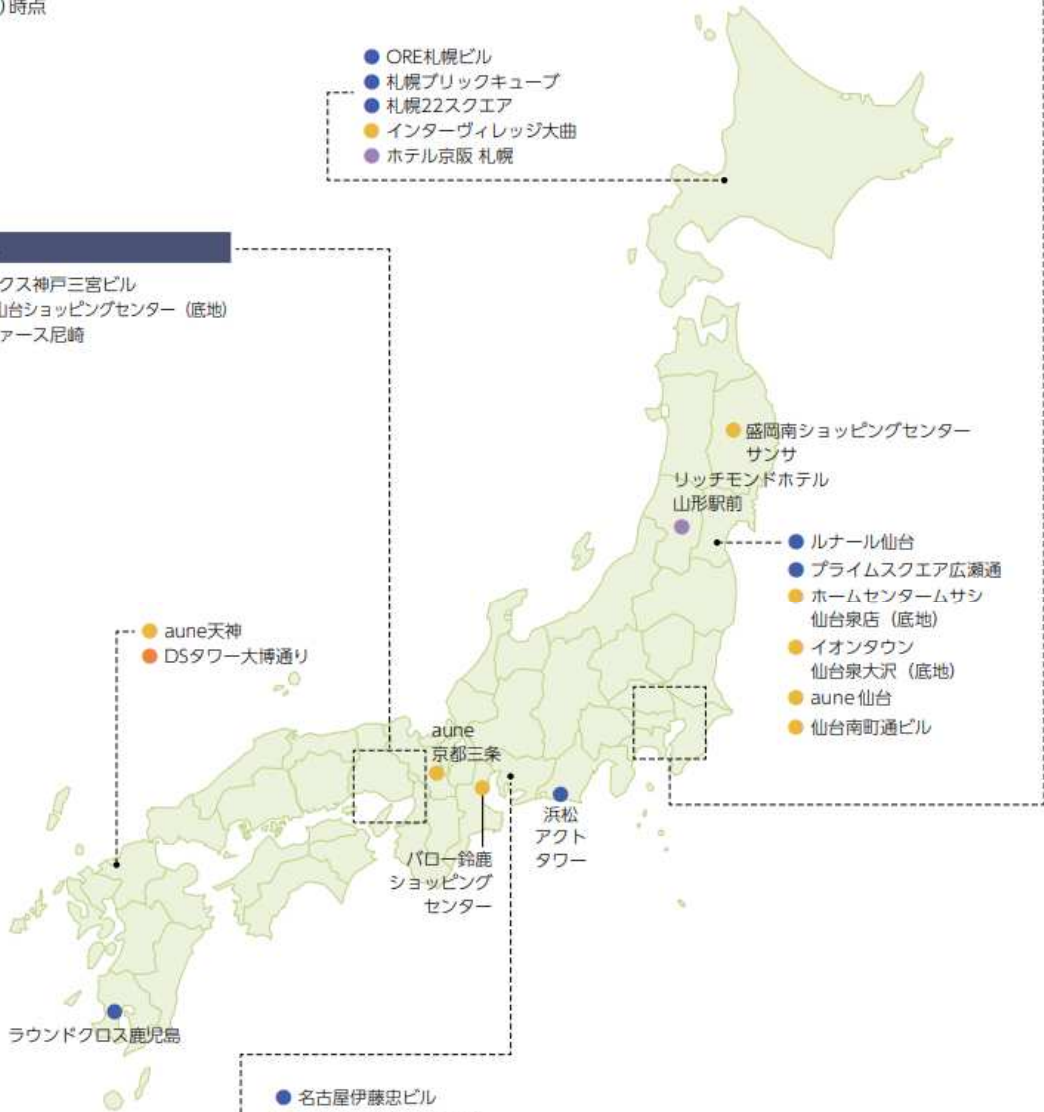 )時点
ORE札幌ビル
札幌ブリックキューブ
札幌22スクエア
インターヴィレッジ大曲
ホテル京阪 札幌
クス神戸三宮ビル
山台ショッピングセンター（底地）
ァース尼崎
盛岡南ショッピングセンター
サンサ
リッチモンドホテル
山形駅前
ルナール仙台
プライムスクエア広瀬通
ホームセンタームサシ
仙台泉店（底地）
イオンタウン
仙台泉大沢（底地）
aune仙台
仙台南町通ビル
aune天神
DSタワー大博通り
aune
京都三条
バロー鈴鹿
ショッピング
センター
浜松
アクト
タワー
ラウンドクロス鹿児島
名古屋伊藤忠ビル